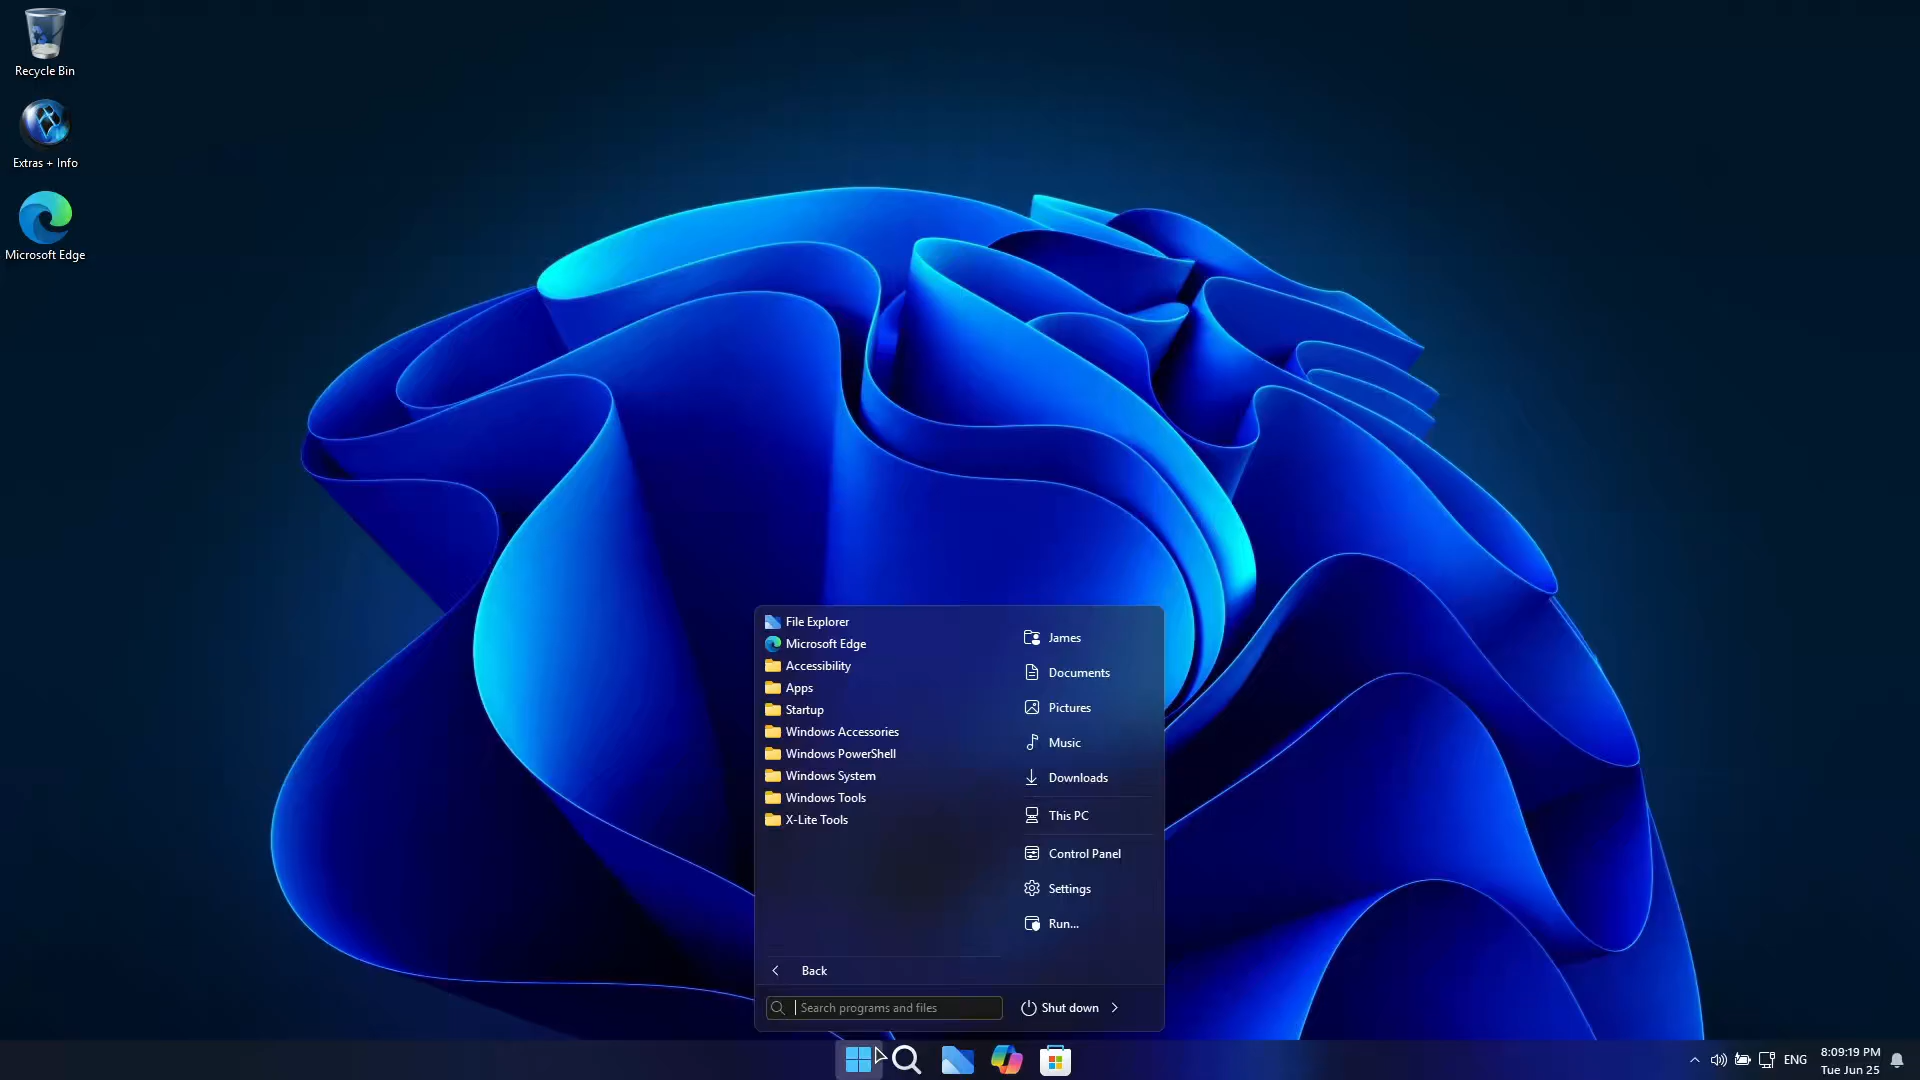 Recycle Bin
Extras + Info
Microsoft Edge
File Explorer
Microsoft Edge
Accessibility
Apps
Startup
Windows Accessories
Windows PowerShell
Windows System
Windows Tools
X-Lite Tools
Back
Search programs and files
James
Documents
Pictures
Music
Downloads
This PC
Control Panel
Settings
Run...
Shut down
ENG
8:09:19 PM
Tue Jun 25